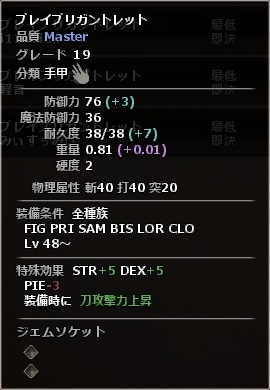 ブレイブリガントレット
品質 Master
グレード 19
分類 手甲
防御力 76 (+3)
魔法防御力 36
耐久度 38/38 (+7)
重量 0.81 (+0.01)
硬度 2
物理属性 斬40 打40 突20
装備条件 全種族
FIG PRI SAM BIS LOR CLO
Lv 48～
特殊効果 STR+5 DEX+5
PIE-3
装備時に 刀攻撃力上昇
ジェムソケット
最低
即決
最低
即決